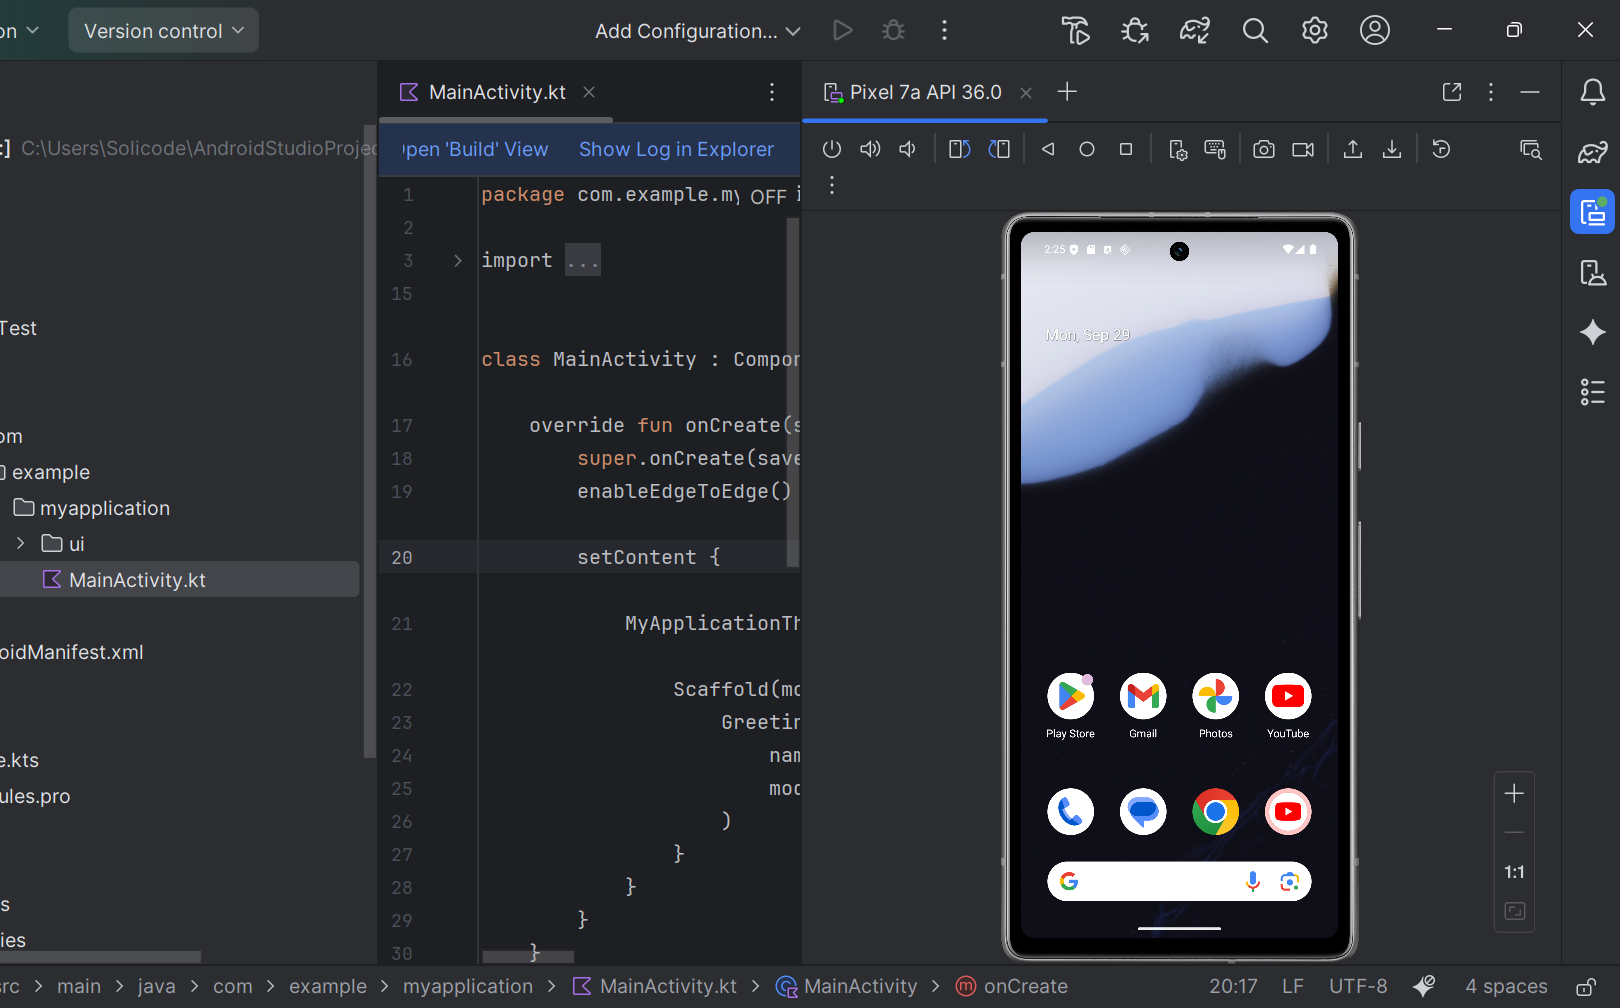 on
Version control
Add Configuration...
MainActivity.kt
Pixel 7a API 36.0
:] C:\Users\Solicode\AndroidStudioProjec
pen 'Build' View Show Log in Explorer
1 package com.example.my OFF
2
3 import ...
15
16 class MainActivity : Compon
17 override fun onCreate(s
18 super.onCreate(save
19 enableEdgeToEdge()
20 setContent {
21 MyApplicationTh
22 Scaffold(mo
23 Greetin
24 nam
25 mod
26 )
27 }
28 }
29 }
30 }
Test
om
example
myapplication
ui
MainActivity.kt
oidManifest.xml
e.kts
ules.pro
s
ies
2:25
Mon, Sep 29
Play Store Gmail Photos YouTube
1:1
src > main > java > com > example > myapplication > MainActivity.kt > MainActivity > onCreate
20:17 LF UTF-8 4 spaces